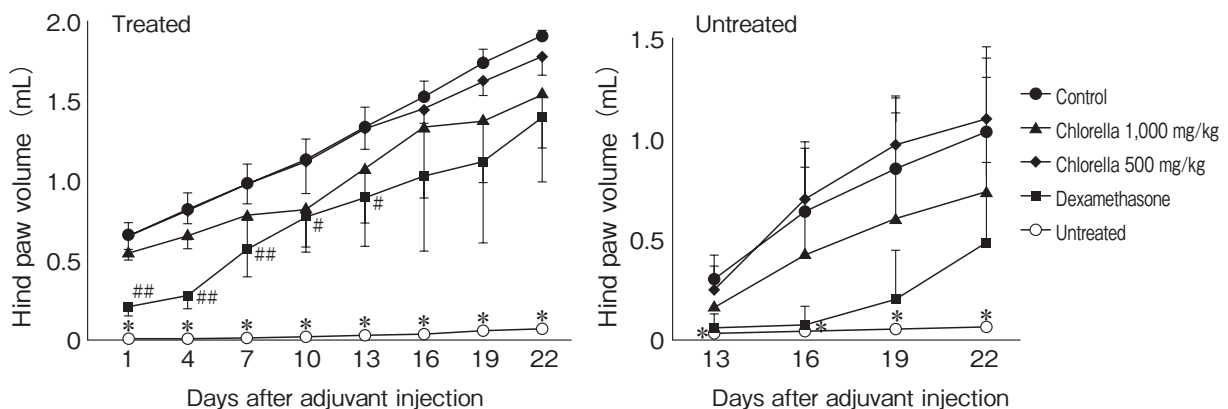 Treated
Hind paw volume (mL)
2.0
1.5
1.0
0.5
0
## ## ## # #
* * * * * * * *
1 4 7 10 13 16 19 22
Days after adjuvant injection
Untreated
Hind paw volume (mL)
1.5
1.0
0.5
0
* * * *
13 16 19 22
Days after adjuvant injection
Control
Chlorella 1,000 mg/kg
Chlorella 500 mg/kg
Dexamethasone
Untreated